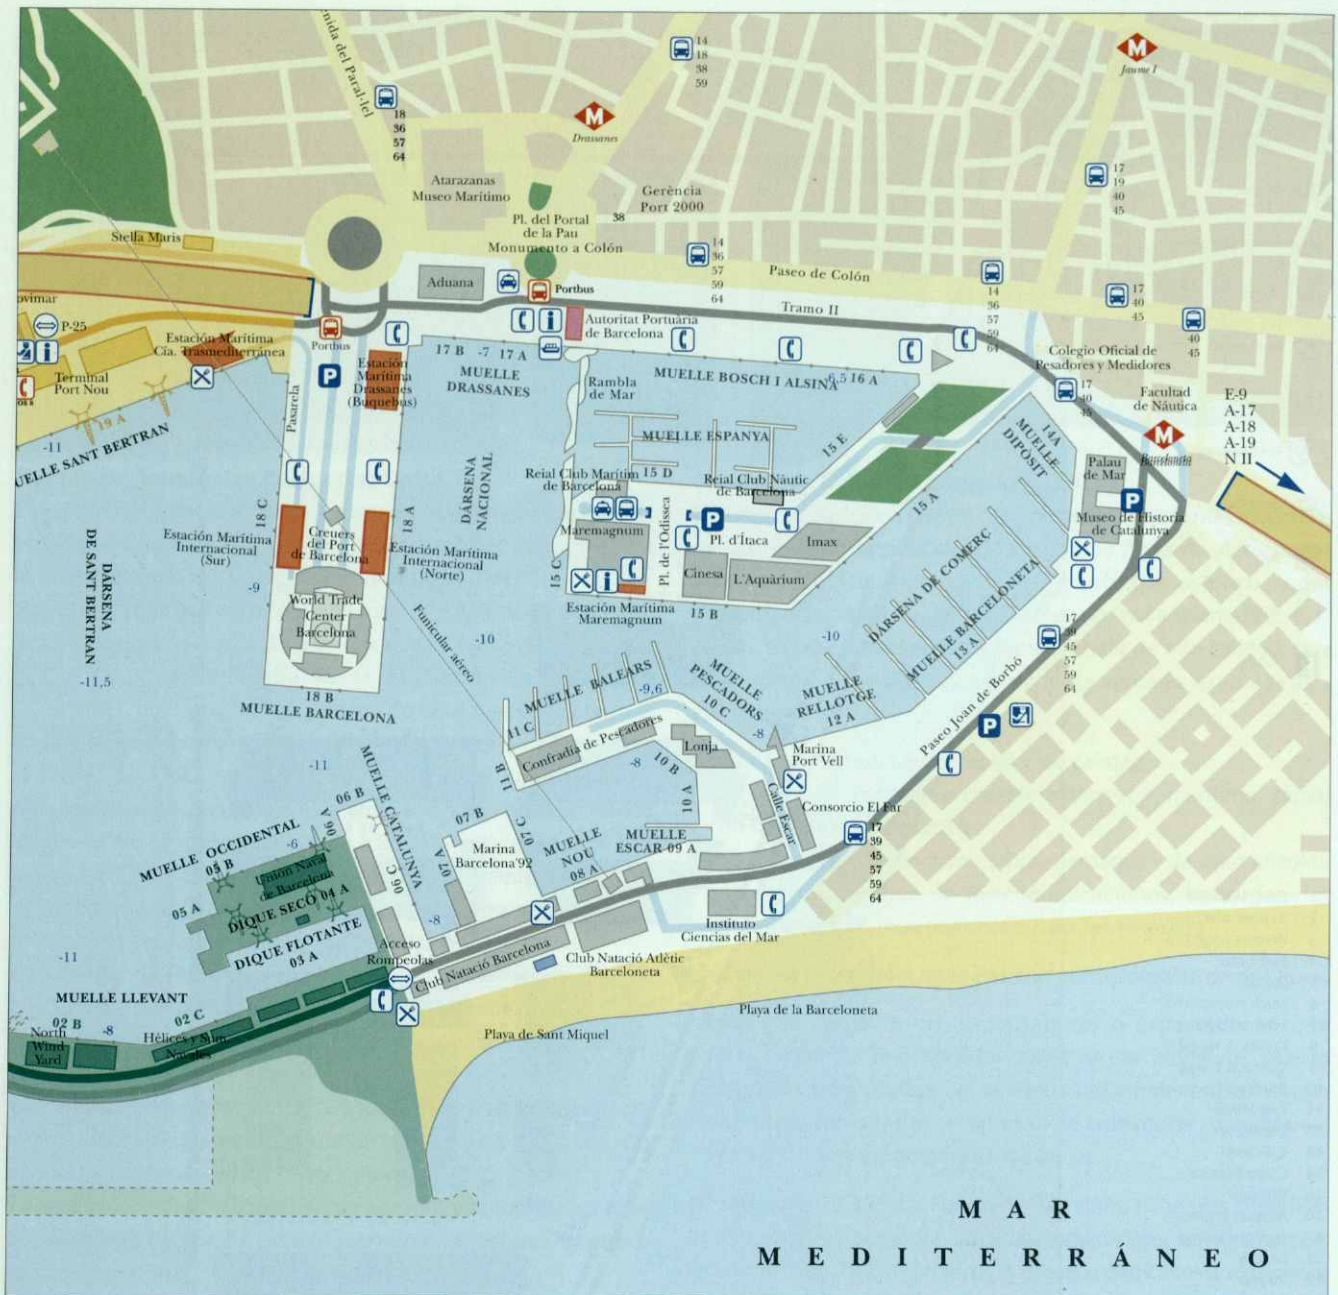 enida del Paral·lel
14
18
38
59
M
Jaume I
18
36
57
64
M
Drassanes
17
19
40
45
Atarazanas
Museo Marítimo
Gerència
Port 2000
38
Pl. del Portal
de la Pau
Monumento a Colón
Stella Maris
14
36
57
59
64
Paseo de Colón
14
36
57
59
64
17
40
45
40
45
Aduana
Portbus
Tramo II
ovimar
P-25
Estación Marítima
Cía. Trasmediterránea
Portbus
Autoritat Portuària
de Barcelona
Colegio Oficial de
Pesadores y Medidores
17
40
45
Facultad
de Náutica
M
Barceloneta
E-9
A-17
A-18
A-19
N II
Terminal
Port Nou
19 A
-11
UELLE SANT BERTRAN
Pasarela
P
Estación
Marítima
Drassanes
(Buquebus)
17 B
-7
17 A
MUELLE
DRASSANES
Rambla
de Mar
MUELLE BOSCH I ALSINA
6,5
16 A
MUELLE ESPANYA
15 E
14A
MUELLE
DIPÒSIT
Palau
de Mar
P
Museo de Historia
de Catalunya
DÁRSENA
NACIONAL
Reial Club Marítim
de Barcelona
15 D
Reial Club Nàutic
de Barcelona
15 A
18 C
18 A
Estación Marítima
Internacional
(Sur)
Creuers
del Port
de Barcelona
Estación Marítima
Internacional
(Norte)
Maremagnum
Pl. de l'Odissea
P
Pl. d'Ítaca
Imax
Cinesa
L'Aquàrium
15 C
15 B
Estación Marítima
Maremagnum
DÁRSENA
DE SANT BERTRAN
-9
World Trade
Center
Barcelona
-11,5
18 B
MUELLE BARCELONA
Funicular aéreo
-10
-10
DÁRSENA DE COMERÇ
MUELLE BARCELONETA
13 A
17
39
45
57
59
64
Paseo Joan de Borbó
P
MUELLE BALEARS
-9,6
MUELLE
PESCADORS
10 C
MUELLE
RELLOTGE
12 A
11 C
11 B
Confradía de Pescadores
Lonja
-8
Marina
Port Vell
-8
10 B
10 A
Calle Escar
Consorcio El Far
17
39
45
57
59
64
-11
MUELLE CATALUNYA
06 B
06 A
06 C
07 B
07 C
07 A
Marina
Barcelona'92
MUELLE
NOU
08 A
MUELLE
ESCAR 09 A
MUELLE OCCIDENTAL
05 B
-6
05 A
Unión Naval
de Barcelona
DIQUE SECO 04 A
DIQUE FLOTANTE
03 A
-8
Acceso
Rompeolas
Club Natació Barcelona
Club Natació Atlètic
Barceloneta
Instituto
Ciencias del Mar
-11
MUELLE LLEVANT
02 B
-8
02 C
North
Wind
Yard
Hélices y Sum.
Navales
Playa de Sant Miquel
Playa de la Barceloneta
MAR
MEDITERRÁNEO